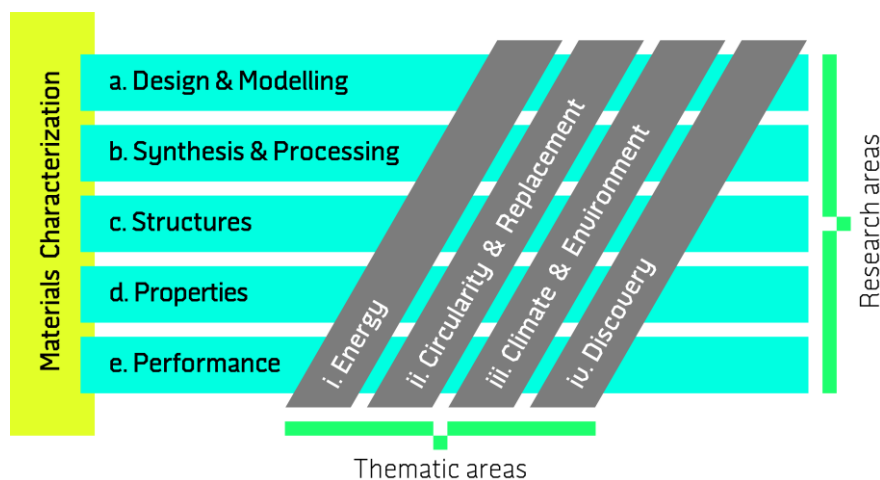 Materials Characterization
a. Design & Modelling
b. Synthesis & Processing
c. Structures
d. Properties
e. Performance
i. Energy
ii. Circularity & Replacement
iii. Climate & Environment
iv. Discovery
Research areas
Thematic areas